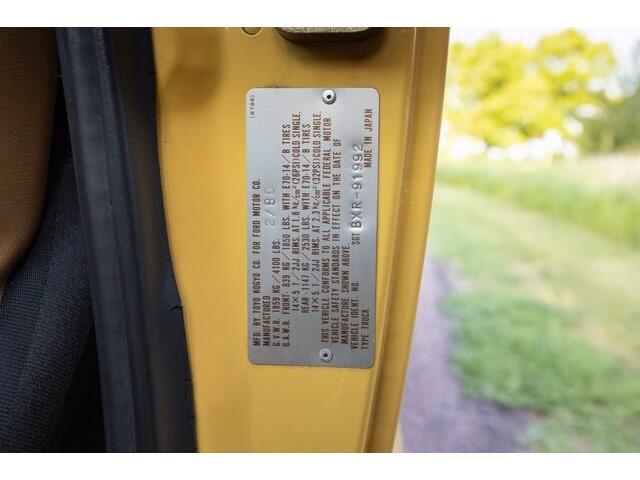 MFD. BY TOYO KOGYO CO. FOR FORD MOTOR CO.
MANUFACTURED 2/80
G.V.W.R. 1859 KG/4100 LBS.
G.A.W.R. FRONT: 839 KG/1850 LBS. WITH E70-14/B TIRES
14×5 1/2JJ RIMS, AT 1.8 kg/cm²(26PSI)COLD SINGLE.
REAR: 1147 KG/2530 LBS. WITH E70-14/B TIRES
14×5 1/2JJ RIMS, AT 2.3 kg/cm²(32PSI)COLD SINGLE.
THIS VEHICLE CONFORMS TO ALL APPLICABLE FEDERAL MOTOR
VEHICLE SAFETY STANDARDS IN EFFECT ON THE DATE OF
MANUFACTURE SHOWN ABOVE.
VEHICLE IDENT. NO. SGTBXR-91992
TYPE TRUCK MADE IN JAPAN
(8780)